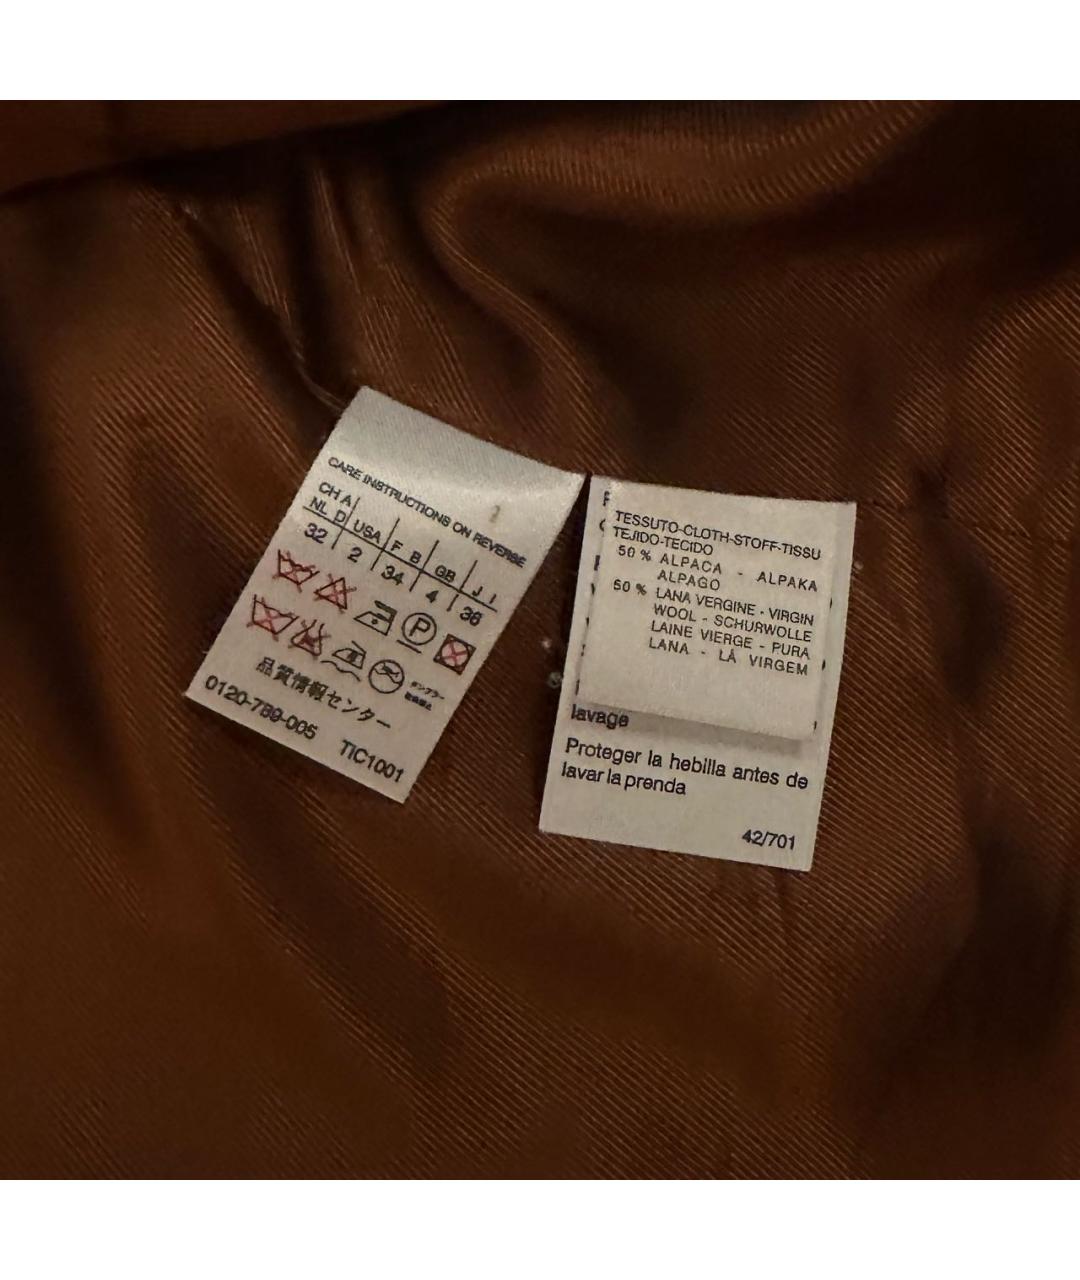 CARE INSTRUCTIONS ON REVERSE
CH A
NL D USA F B GB J I
32 2 34 4 36
P
品質情報センター
0120-789-005 TIC1001
TESSUTO-CLOTH-STOFF-TISSU
TEJIDO-TECIDO
50 % ALPACA - ALPAKA
ALPAGO
50 % LANA VERGINE - VIRGIN
WOOL - SCHURWOLLE
LAINE VIERGE - PURA
LANA - LÃ VIRGEM
lavage
Proteger la hebilla antes de
lavar la prenda
42/701